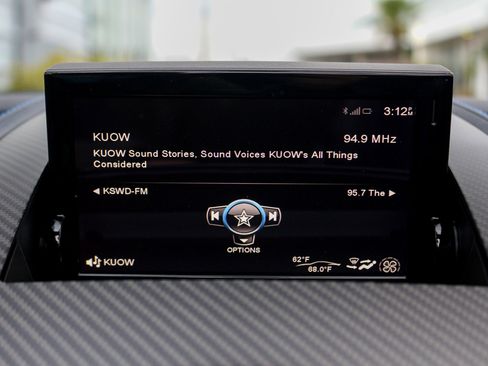 3:12
KUOW 94.9 MHz
KUOW Sound Stories, Sound Voices KUOW's All Things
Considered
KSWD-FM 95.7 The
OPTIONS
KUOW 62°F
68.0°F